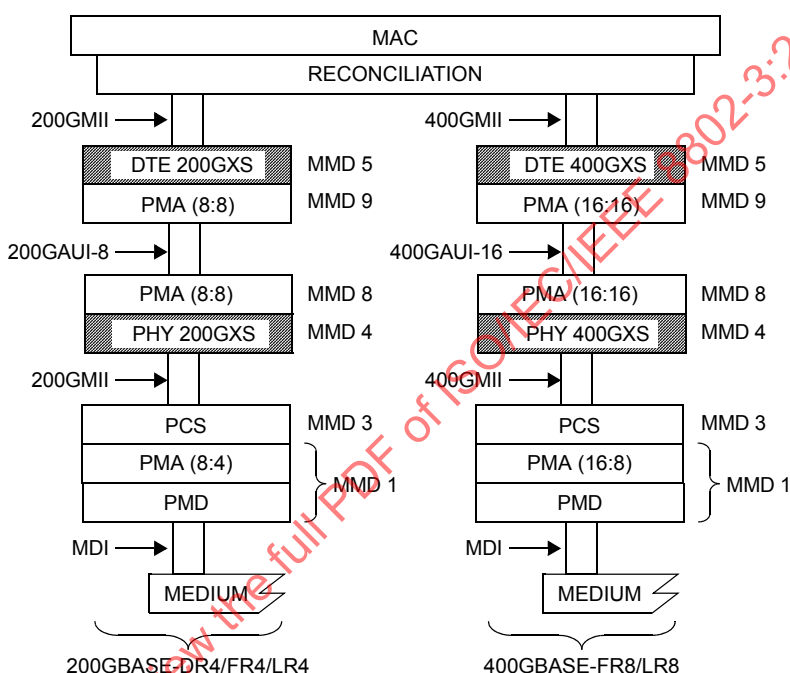 MAC
RECONCILIATION
200GMII
400GMII
DTE 200GXS
MMD 5
DTE 400GXS
MMD 5
PMA (8:8)
MMD 9
PMA (16:16)
MMD 9
200GAUI-8
400GAUI-16
PMA (8:8)
MMD 8
PMA (16:16)
MMD 8
PHY 200GXS
MMD 4
PHY 400GXS
MMD 4
200GMII
400GMII
PCS
MMD 3
PCS
MMD 3
PMA (8:4)
PMA (16:8)
MMD 1
MMD 1
PMD
PMD
MDI
MDI
MEDIUM
MEDIUM
200GBASE-DR4/FR4/LR4
400GBASE-FR8/LR8
ew the full PDF of ISO/IEC/IEEE 8802-3:2